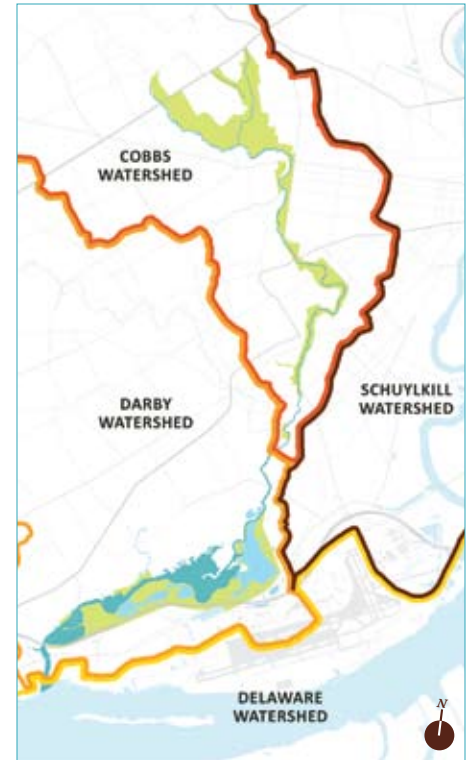 COBBS
WATERSHED
DARBY
WATERSHED
SCHUYLKILL
WATERSHED
DELAWARE
WATERSHED
N